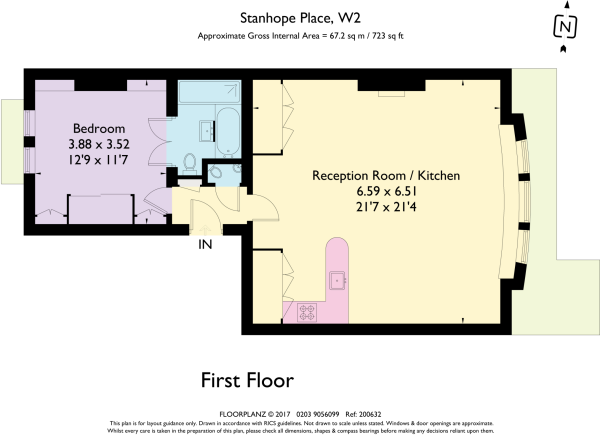 Stanhope Place, W2
Approximate Gross Internal Area = 67.2 sq m / 723 sq ft
N
Bedroom
3.88 x 3.52
12'9 x 11'7
Reception Room / Kitchen
6.59 x 6.51
21'7 x 21'4
IN
First Floor
FLOORPLANZ © 2017 0203 9056099 Ref: 200632
This plan is for layout guidance only. Drawn in accordance with RICS guidelines. Not drawn to scale unless stated. Windows & door openings are approximate.
Whilst every care is taken in the preparation of this plan, please check all dimensions, shapes & compass bearings before making any decisions reliant upon them.